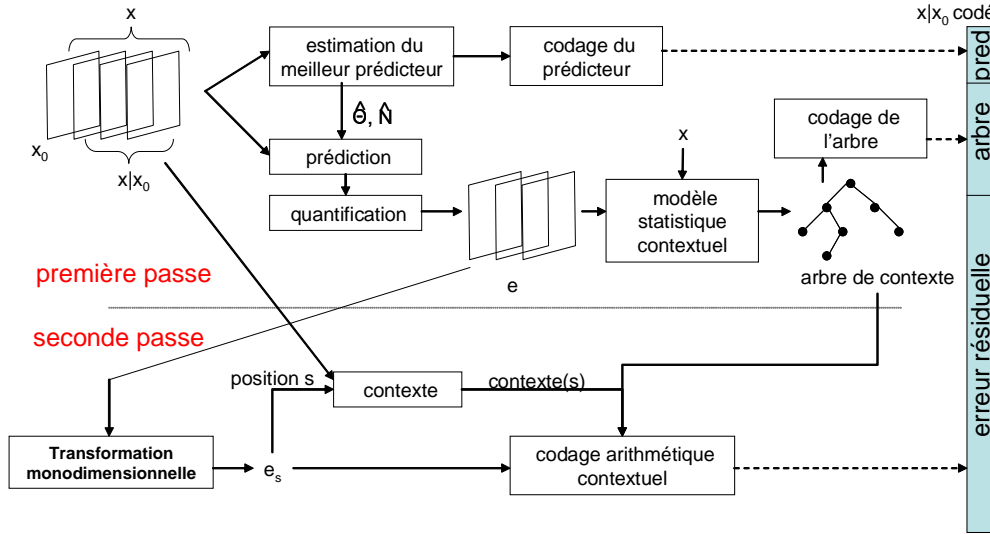 x
x|x₀ codé
estimation du
meilleur prédicteur
codage du
prédicteur
pred
Θ̂, N̂
x₀
x|x₀
prédiction
quantification
x
modèle
statistique
contextuel
codage de
l'arbre
arbre
première passe
e
arbre de contexte
seconde passe
position s
contexte
contexte(s)
erreur résiduelle
Transformation
monodimensionnelle
eₛ
codage arithmétique
contextuel